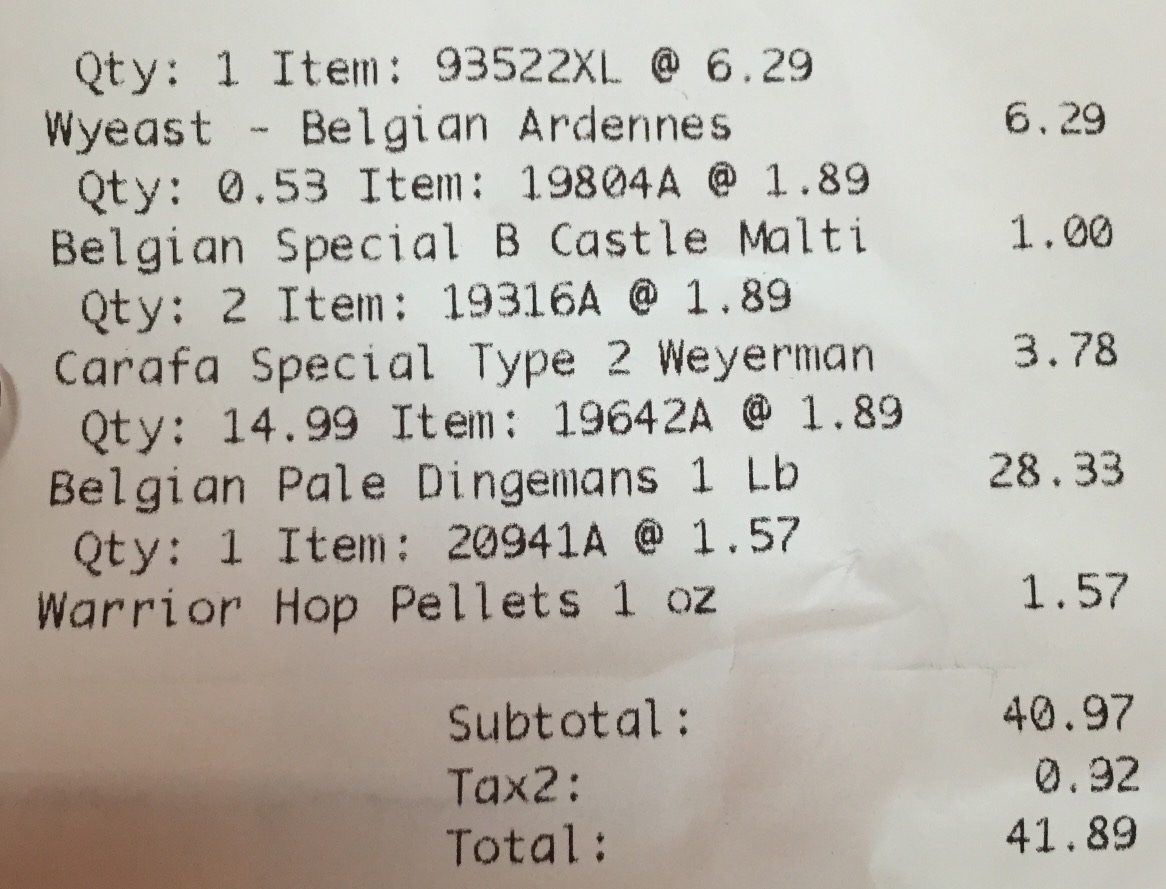 Qty: 1 Item: 93522XL @ 6.29
Wyeast - Belgian Ardennes 6.29
Qty: 0.53 Item: 19804A @ 1.89
Belgian Special B Castle Malti 1.00
Qty: 2 Item: 19316A @ 1.89
Carafa Special Type 2 Weyerman 3.78
Qty: 14.99 Item: 19642A @ 1.89
Belgian Pale Dingemans 1 Lb 28.33
Qty: 1 Item: 20941A @ 1.57
Warrior Hop Pellets 1 oz 1.57
Subtotal: 40.97
Tax2: 0.92
Total: 41.89